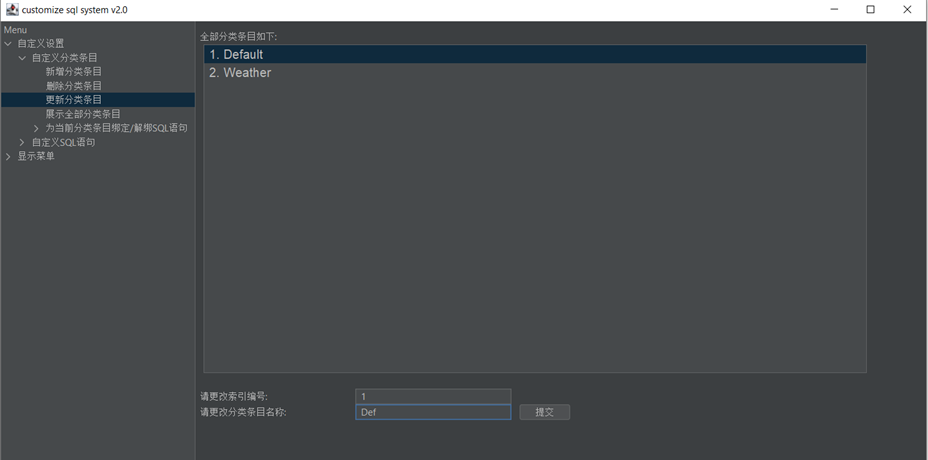 customize sql system v2.0
Menu
自定义设置
自定义分类条目
新增分类条目
删除分类条目
更新分类条目
展示全部分类条目
为当前分类条目绑定/解绑SQL语句
自定义SQL语句
显示菜单
全部分类条目如下:
1. Default
2. Weather
请更改索引编号:
1
请更改分类条目名称:
Def
提交